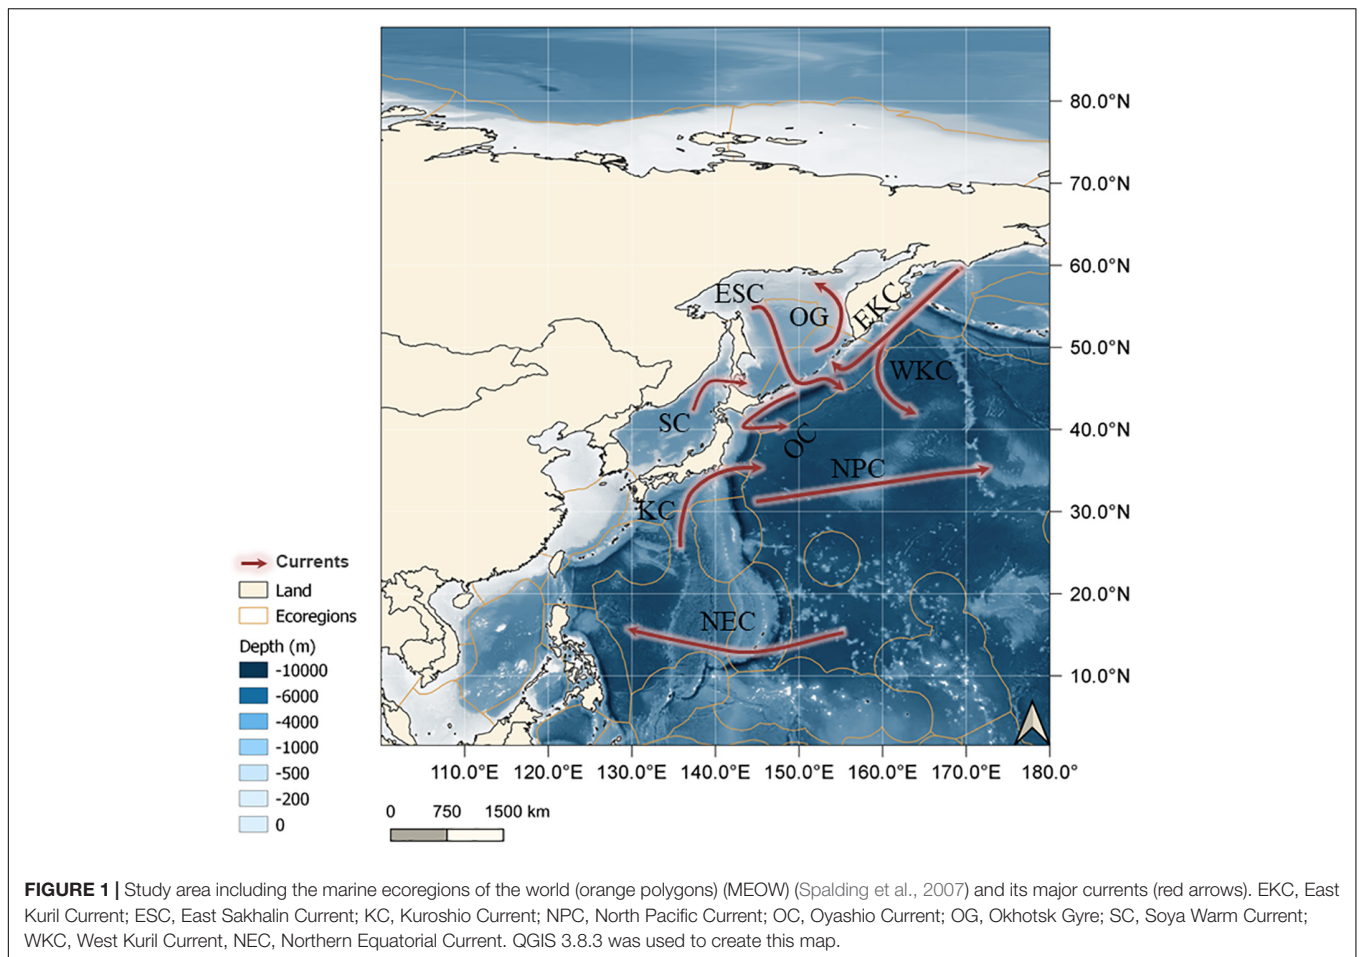 80.0°N
70.0°N
60.0°N
ESC
OG
EKC
50.0°N
WKC
SC
40.0°N
OC
NPC
KC
30.0°N
Currents
Land
20.0°N
Ecoregions
NEC
Depth (m)
-10000
10.0°N
-6000
-4000
-1000
-500
-200
0
110.0°E 120.0°E 130.0°E 140.0°E 150.0°E 160.0°E 170.0°E 180.0°
0 750 1500 km
FIGURE 1 | Study area including the marine ecoregions of the world (orange polygons) (MEOW) (Spalding et al., 2007) and its major currents (red arrows). EKC, East
Kuril Current; ESC, East Sakhalin Current; KC, Kuroshio Current; NPC, North Pacific Current; OC, Oyashio Current; OG, Okhotsk Gyre; SC, Soya Warm Current;
WKC, West Kuril Current, NEC, Northern Equatorial Current. QGIS 3.8.3 was used to create this map.